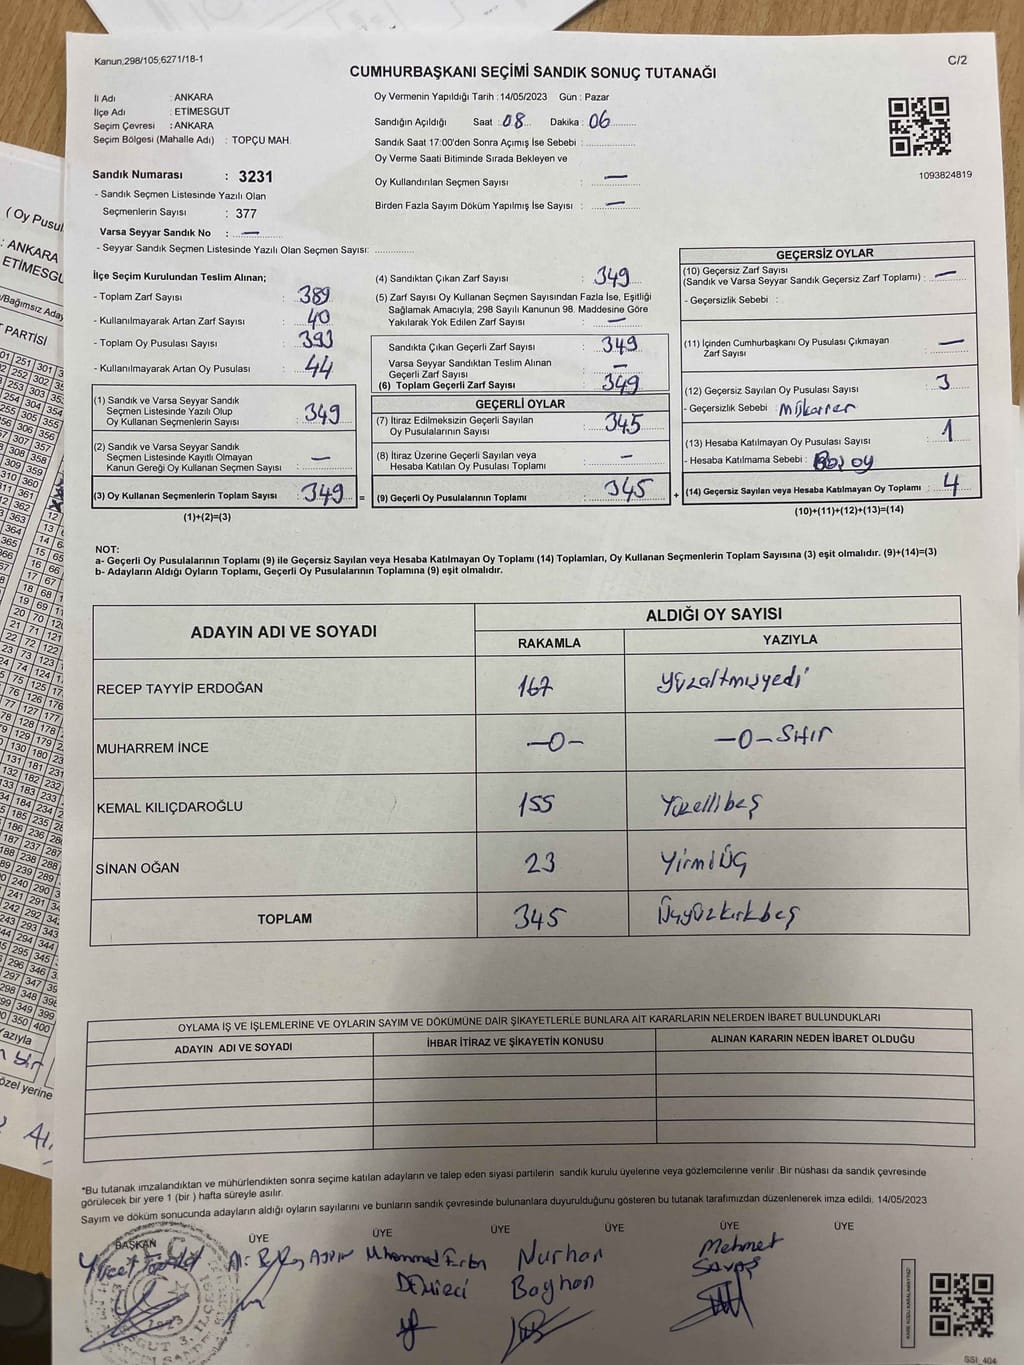 Kanun,298/105,6271/18-1
C/2
CUMHURBAŞKANI SEÇİMİ SANDIK SONUÇ TUTANAĞI
İl Adı : ANKARA
İlçe Adı : ETİMESGUT
Seçim Çevresi : ANKARA
Seçim Bölgesi (Mahalle Adı) : TOPÇU MAH.
Sandık Numarası : 3231
- Sandık Seçmen Listesinde Yazılı Olan
Seçmenlerin Sayısı : 377
Varsa Seyyar Sandık No : —
- Seyyar Sandık Seçmen Listesinde Yazılı Olan Seçmen Sayısı:
Oy Vermenin Yapıldığı Tarih :14/05/2023 Gün : Pazar
Sandığın Açıldığı Saat : 08 Dakika : 06
Sandık Saat 17:00'den Sonra Açımış İse Sebebi :
Oy Verme Saati Bitiminde Sırada Bekleyen ve
Oy Kullandırılan Seçmen Sayısı : —
Birden Fazla Sayım Döküm Yapılmış İse Sayısı : —
1093824819
İlçe Seçim Kurulundan Teslim Alınan;
- Toplam Zarf Sayısı : 389
- Kullanılmayarak Artan Zarf Sayısı : 40
- Toplam Oy Pusulası Sayısı : 393
- Kullanılmayarak Artan Oy Pusulası : 44
(1) Sandık ve Varsa Seyyar Sandık
Seçmen Listesinde Yazılı Olup
Oy Kullanan Seçmenlerin Sayısı : 349
(2) Sandık ve Varsa Seyyar Sandık
Seçmen Listesinde Kayıtlı Olmayan
Kanun Gereği Oy Kullanan Seçmen Sayısı : —
(3) Oy Kullanan Seçmenlerin Toplam Sayısı : 349 =
(1)+(2)=(3)
(4) Sandıktan Çıkan Zarf Sayısı : 349
(5) Zarf Sayısı Oy Kullanan Seçmen Sayısından Fazla İse, Eşitliği
Sağlamak Amacıyla, 298 Sayılı Kanunun 98. Maddesine Göre
Yakılarak Yok Edilen Zarf Sayısı : —
Sandıkta Çıkan Geçerli Zarf Sayısı : 349
Varsa Seyyar Sandıktan Teslim Alınan
Geçerli Zarf Sayısı : —
(6) Toplam Geçerli Zarf Sayısı : 349
GEÇERLİ OYLAR
(7) İtiraz Edilmeksizin Geçerli Sayılan
Oy Pusulalarının Sayısı : 345
(8) İtiraz Üzerine Geçerli Sayılan veya
Hesaba Katılan Oy Pusulası Toplamı : —
(9) Geçerli Oy Pusulalarının Toplamı : 345 +
GEÇERSİZ OYLAR
(10) Geçersiz Zarf Sayısı
(Sandık ve Varsa Seyyar Sandık Geçersiz Zarf Toplamı) : —
- Geçersizlik Sebebi :
(11) İçinden Cumhurbaşkanı Oy Pusulası Çıkmayan
Zarf Sayısı : —
(12) Geçersiz Sayılan Oy Pusulası Sayısı : 3
- Geçersizlik Sebebi : Mükerrer
(13) Hesaba Katılmayan Oy Pusulası Sayısı : 1
- Hesaba Katılmama Sebebi : Boş oy
(14) Geçersiz Sayılan veya Hesaba Katılmayan Oy Toplamı : 4
(10)+(11)+(12)+(13)=(14)
NOT:
a- Geçerli Oy Pusulalarının Toplamı (9) ile Geçersiz Sayılan veya Hesaba Katılmayan Oy Toplamı (14) Toplamları, Oy Kullanan Seçmenlerin Toplam Sayısına (3) eşit olmalıdır. (9)+(14)=(3)
b- Adayların Aldığı Oyların Toplamı, Geçerli Oy Pusulalarının Toplamına (9) eşit olmalıdır.
ADAYIN ADI VE SOYADI
ALDIĞI OY SAYISI
RAKAMLA YAZIYLA
RECEP TAYYİP ERDOĞAN 167 Yüzaltmışyedi
MUHARREM İNCE —0— —0— Sıfır
KEMAL KILIÇDAROĞLU 155 Yüzellibeş
SİNAN OĞAN 23 Yirmi ÜÇ
TOPLAM 345 Üçyüzkırkbeş
OYLAMA İŞ VE İŞLEMLERİNE VE OYLARIN SAYIM VE DÖKÜMÜNE DAİR ŞİKAYETLERLE BUNLARA AİT KARARLARIN NELERDEN İBARET BULUNDUKLARI
ADAYIN ADI VE SOYADI İHBAR İTİRAZ VE ŞİKAYETİN KONUSU ALINAN KARARIN NEDEN İBARET OLDUĞU
*Bu tutanak imzalandıktan ve mühürlendikten sonra seçime katılan adayların ve talep eden siyasi partilerin sandık kurulu üyelerine veya gözlemcilerine verilir .Bir nüshası da sandık çevresinde
görülecek bir yere 1 (bir ) hafta süreyle asılır.
Sayım ve döküm sonucunda adayların aldığı oyların sayılarını ve bunların sandık çevresinde bulunanlara duyurulduğunu gösteren bu tutanak tarafımızdan düzenlenerek imza edildi. 14/05/2023
BAŞKAN ÜYE ÜYE ÜYE ÜYE ÜYE ÜYE
Nurhan
Bayhan
Mehmet
Savaş
SSI_404